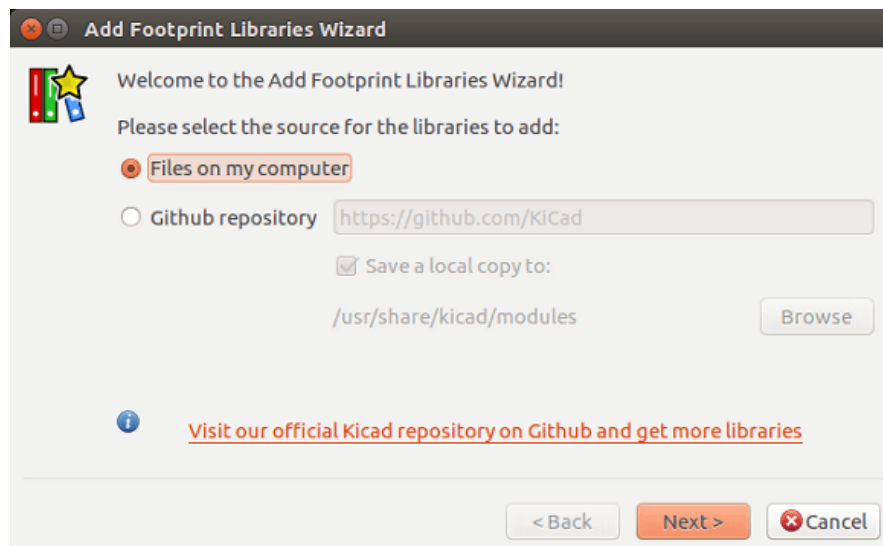 Add Footprint Libraries Wizard
Welcome to the Add Footprint Libraries Wizard!
Please select the source for the libraries to add:
Files on my computer
Github repository https://github.com/KiCad
Save a local copy to:
/usr/share/kicad/modules Browse
Visit our official Kicad repository on Github and get more libraries
< Back Next > Cancel